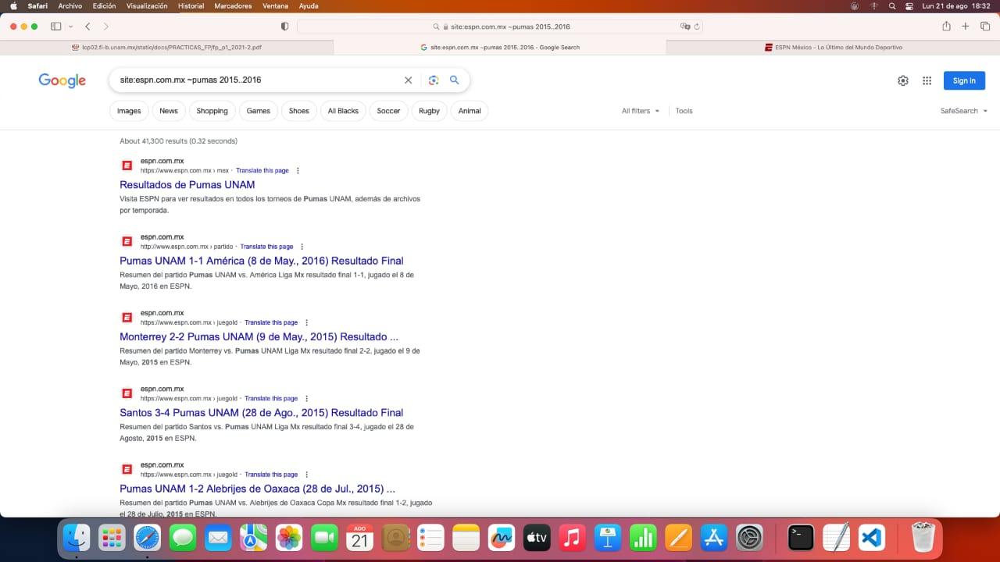 Safari Archivo Edición Visualización Historial Marcadores Ventana Ayuda Lun 21 de ago 18:32
site:espn.com.mx ~pumas 2015..2016
lcp02.fi-b.unam.mx/static/docs/PRACTICAS_FP/fp_p1_2021-2.pdf site:espn.com.mx ~pumas 2015..2016 - Google Search ESPN México - Lo Último del Mundo Deportivo
Google site:espn.com.mx ~pumas 2015..2016 Sign in
Images News Shopping Games Shoes All Blacks Soccer Rugby Animal All filters Tools SafeSearch
About 41,300 results (0.32 seconds)
espn.com.mx
https://www.espn.com.mx › mex · Translate this page
Resultados de Pumas UNAM
Visita ESPN para ver resultados en todos los torneos de Pumas UNAM, además de archivos
por temporada.
espn.com.mx
http://www.espn.com.mx › partido · Translate this page
Pumas UNAM 1-1 América (8 de May., 2016) Resultado Final
Resumen del partido Pumas UNAM vs. América Liga Mx resultado final 1-1, jugado el 8 de
Mayo, 2016 en ESPN.
espn.com.mx
https://www.espn.com.mx › juegoId · Translate this page
Monterrey 2-2 Pumas UNAM (9 de May., 2015) Resultado ...
Resumen del partido Monterrey vs. Pumas UNAM Liga Mx resultado final 2-2, jugado el 9 de
Mayo, 2015 en ESPN.
espn.com.mx
https://www.espn.com.mx › juegoId · Translate this page
Santos 3-4 Pumas UNAM (28 de Ago., 2015) Resultado Final
Resumen del partido Santos vs. Pumas UNAM Liga Mx resultado final 3-4, jugado el 28 de
Agosto, 2015 en ESPN.
espn.com.mx
https://www.espn.com.mx › juegoId · Translate this page
Pumas UNAM 1-2 Alebrijes de Oaxaca (28 de Jul., 2015) ...
Resumen del partido Pumas UNAM vs. Alebrijes de Oaxaca Copa Mx resultado final 1-2, jugado
el 28 de Julio, 2015 en ESPN.
AGO
21
tv